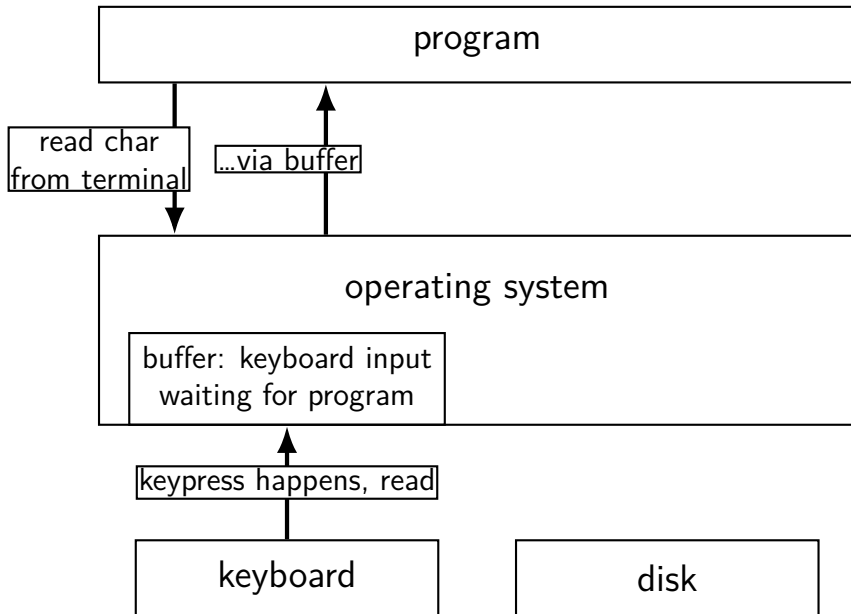 program
read char
from terminal
…via buffer
operating system
buffer: keyboard input
waiting for program
keypress happens, read
keyboard
disk